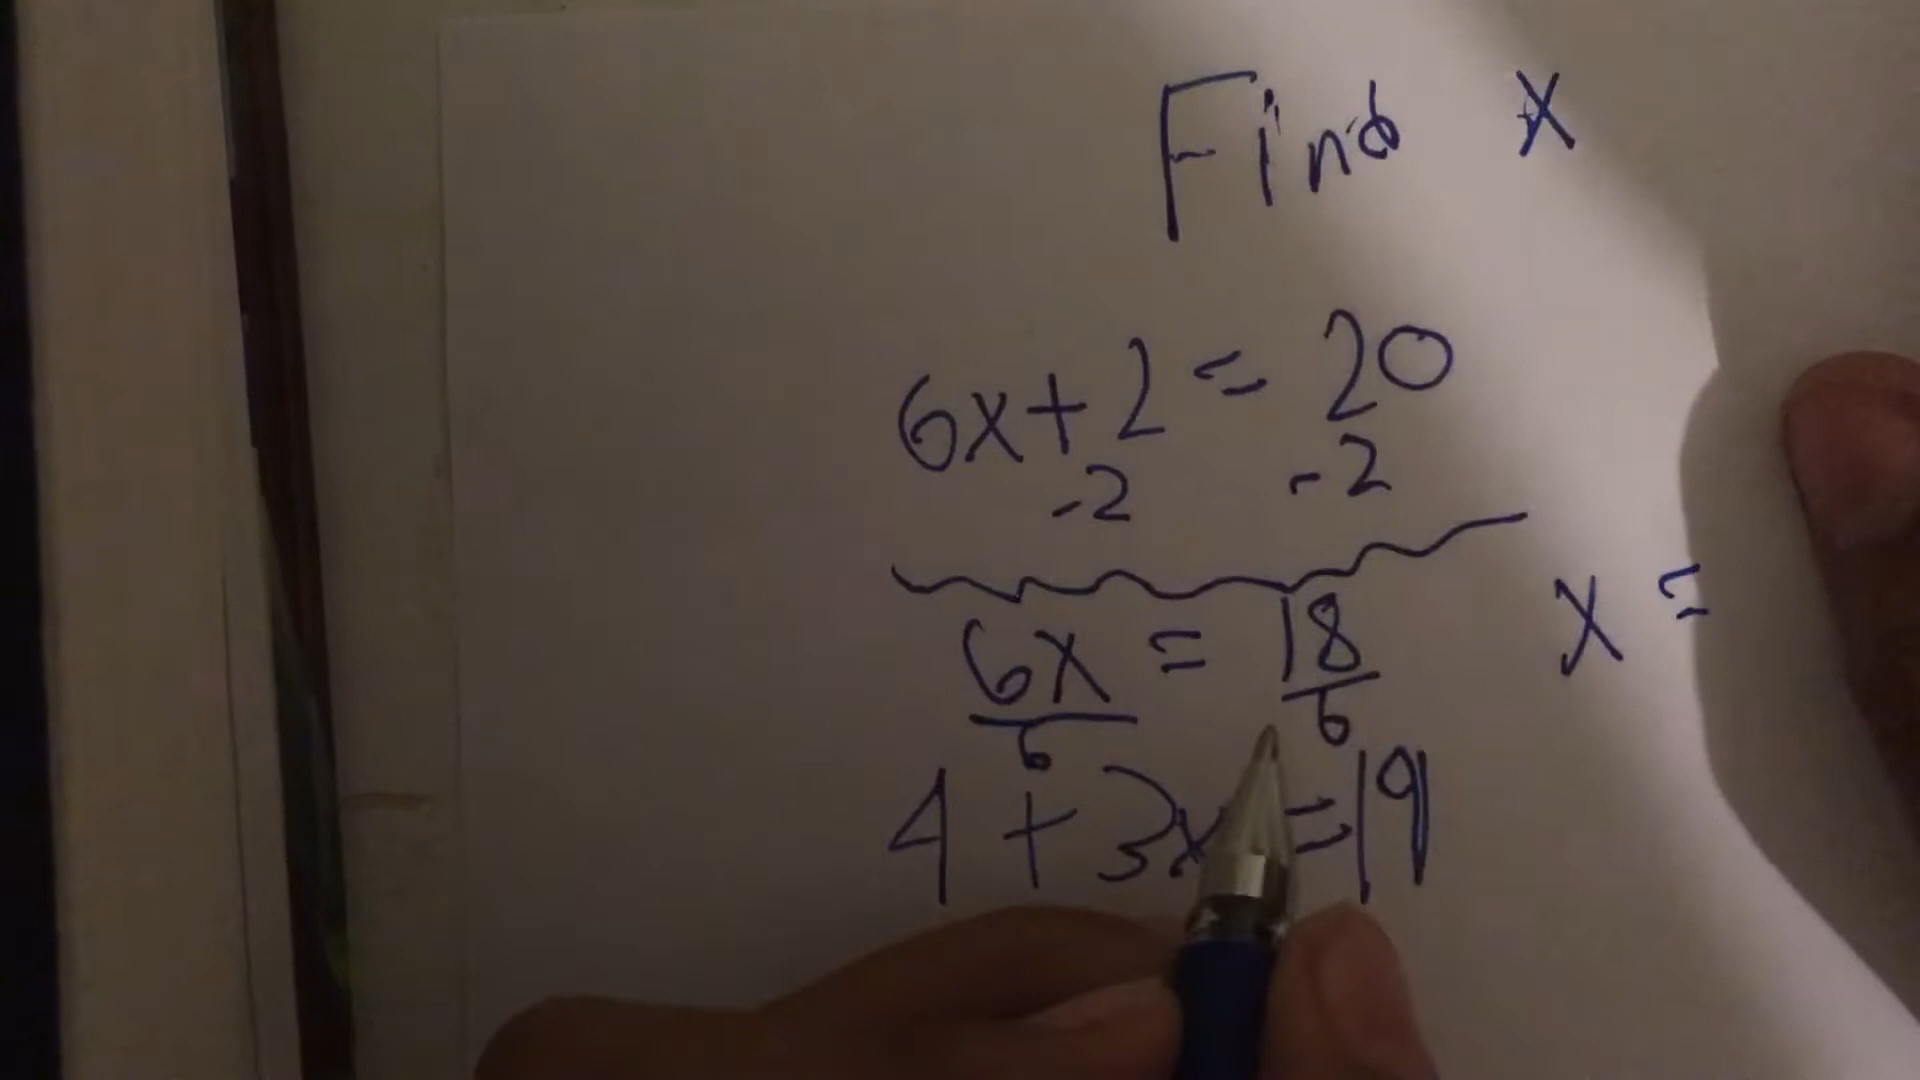 Find x
6x+2=20
-2 -2
6x = 18 x =
6 6
4 + 3x =19